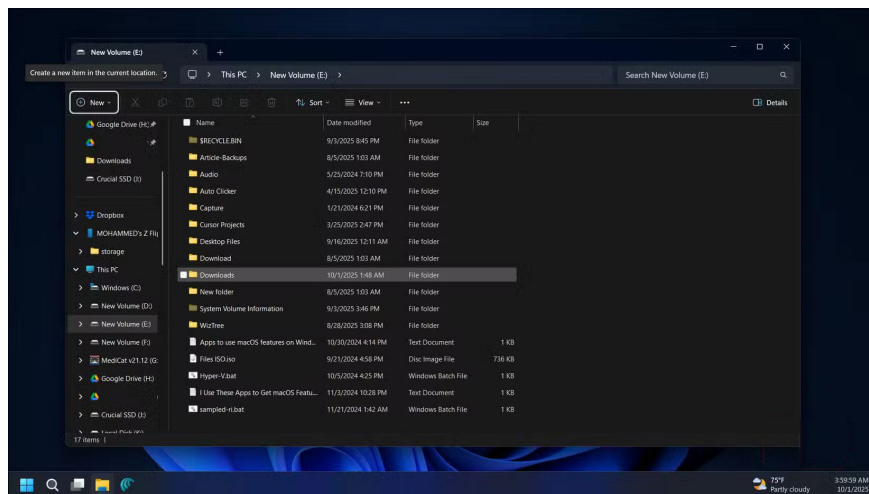 New Volume (E:)
Create a new item in the current location.
This PC > New Volume (E:) >
Search New Volume (E:)
New
Sort
View
Details
Google Drive (H:)
Downloads
Crucial SSD (J:)
Dropbox
MOHAMMED's Z Flip
storage
This PC
Windows (C:)
New Volume (D:)
New Volume (E:)
New Volume (F:)
MediCat v21.12 (G:
Google Drive (H:)
Crucial SSD (J:)
Local Disk (K:)
Name Date modified Type Size
$RECYCLE.BIN 9/3/2025 8:45 PM File folder
Article-Backups 8/5/2025 1:03 AM File folder
Audio 5/25/2024 7:10 PM File folder
Auto Clicker 4/15/2025 12:10 PM File folder
Capture 1/21/2024 6:21 PM File folder
Cursor Projects 3/25/2025 2:47 PM File folder
Desktop Files 9/16/2025 12:11 AM File folder
Download 8/5/2025 1:03 AM File folder
Downloads 10/1/2025 1:48 AM File folder
New folder 8/5/2025 1:03 AM File folder
System Volume Information 9/3/2025 3:46 PM File folder
WizTree 8/28/2025 3:08 PM File folder
Apps to use macOS features on Wind... 10/30/2024 4:14 PM Text Document 1 KB
Files ISO.iso 9/21/2024 4:58 PM Disc Image File 736 KB
Hyper-V.bat 10/5/2024 4:25 PM Windows Batch File 1 KB
I Use These Apps to Get macOS Featu... 11/3/2024 10:28 PM Text Document 1 KB
sampled-ri.bat 11/21/2024 1:42 AM Windows Batch File 1 KB
17 items
75°F
Partly cloudy
3:59:59 AM
10/1/2025